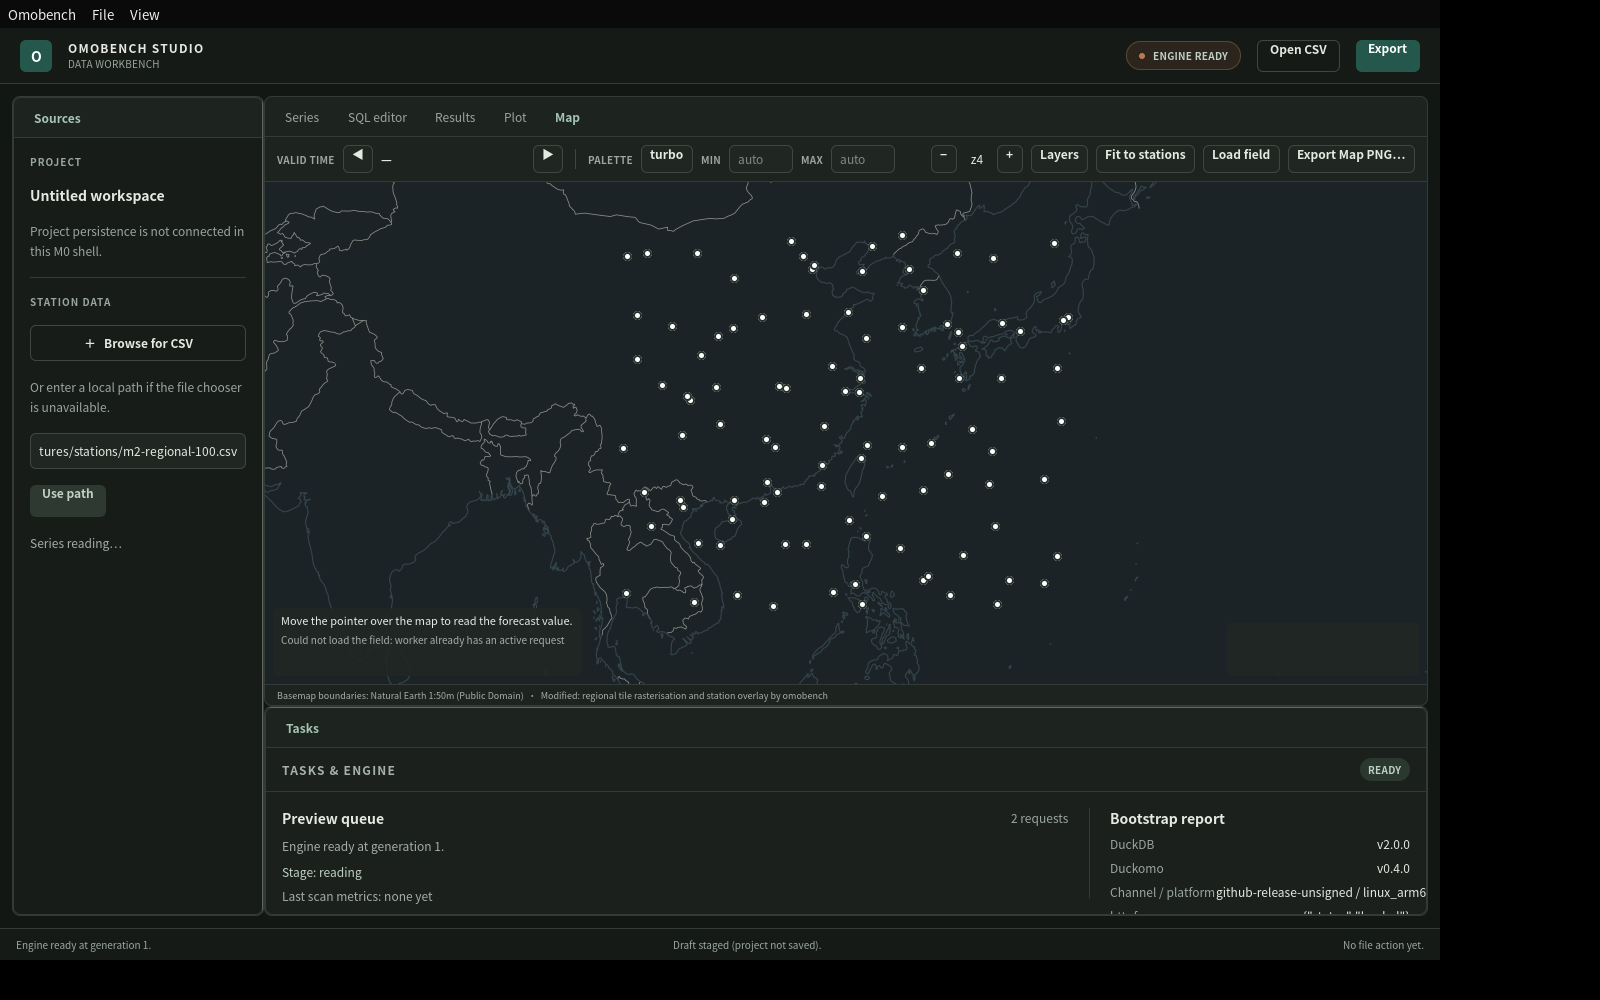 Omobench File View
O
OMOBENCH STUDIO
DATA WORKBENCH
ENGINE READY
Open CSV
Export
Sources
PROJECT
Untitled workspace
Project persistence is not connected in
this M0 shell.
STATION DATA
+ Browse for CSV
Or enter a local path if the file chooser
is unavailable.
tures/stations/m2-regional-100.csv
Use path
Series reading…
Series SQL editor Results Plot Map
VALID TIME ◀ — ▶ PALETTE turbo MIN auto MAX auto − z4 + Layers Fit to stations Load field Export Map PNG…
Move the pointer over the map to read the forecast value.
Could not load the field: worker already has an active request
Basemap boundaries: Natural Earth 1:50m (Public Domain) • Modified: regional tile rasterisation and station overlay by omobench
Tasks
TASKS & ENGINE
READY
Preview queue
2 requests
Engine ready at generation 1.
Stage: reading
Last scan metrics: none yet
Bootstrap report
DuckDB v2.0.0
Duckomo v0.4.0
Channel / platform github-release-unsigned / linux_arm6
Engine ready at generation 1.
Draft staged (project not saved).
No file action yet.